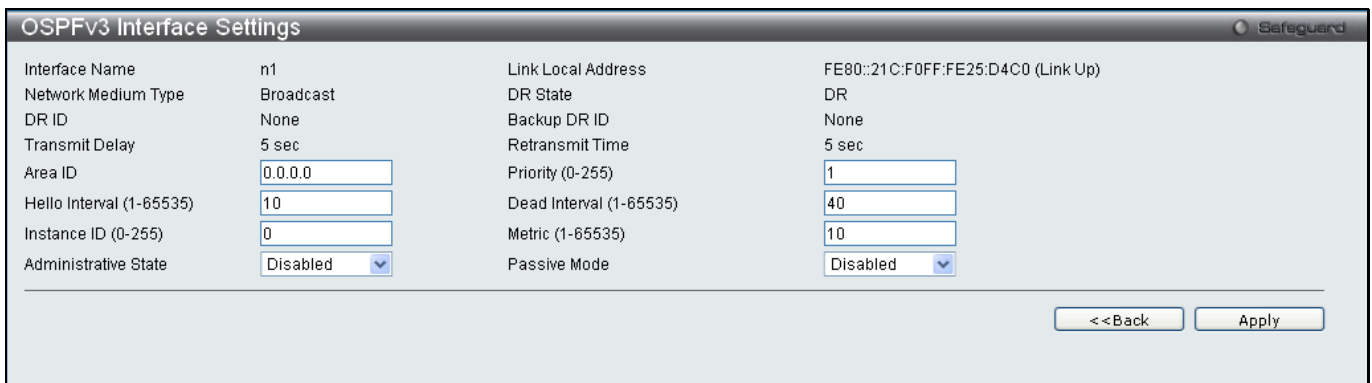 OSPFv3 Interface Settings Safeguard
Interface Name n1 Link Local Address FE80::21C:F0FF:FE25:D4C0 (Link Up)
Network Medium Type Broadcast DR State DR
DR ID None Backup DR ID None
Transmit Delay 5 sec Retransmit Time 5 sec
Area ID 0.0.0.0 Priority (0-255) 1
Hello Interval (1-65535) 10 Dead Interval (1-65535) 40
Instance ID (0-255) 0 Metric (1-65535) 10
Administrative State Disabled Passive Mode Disabled
<<Back Apply